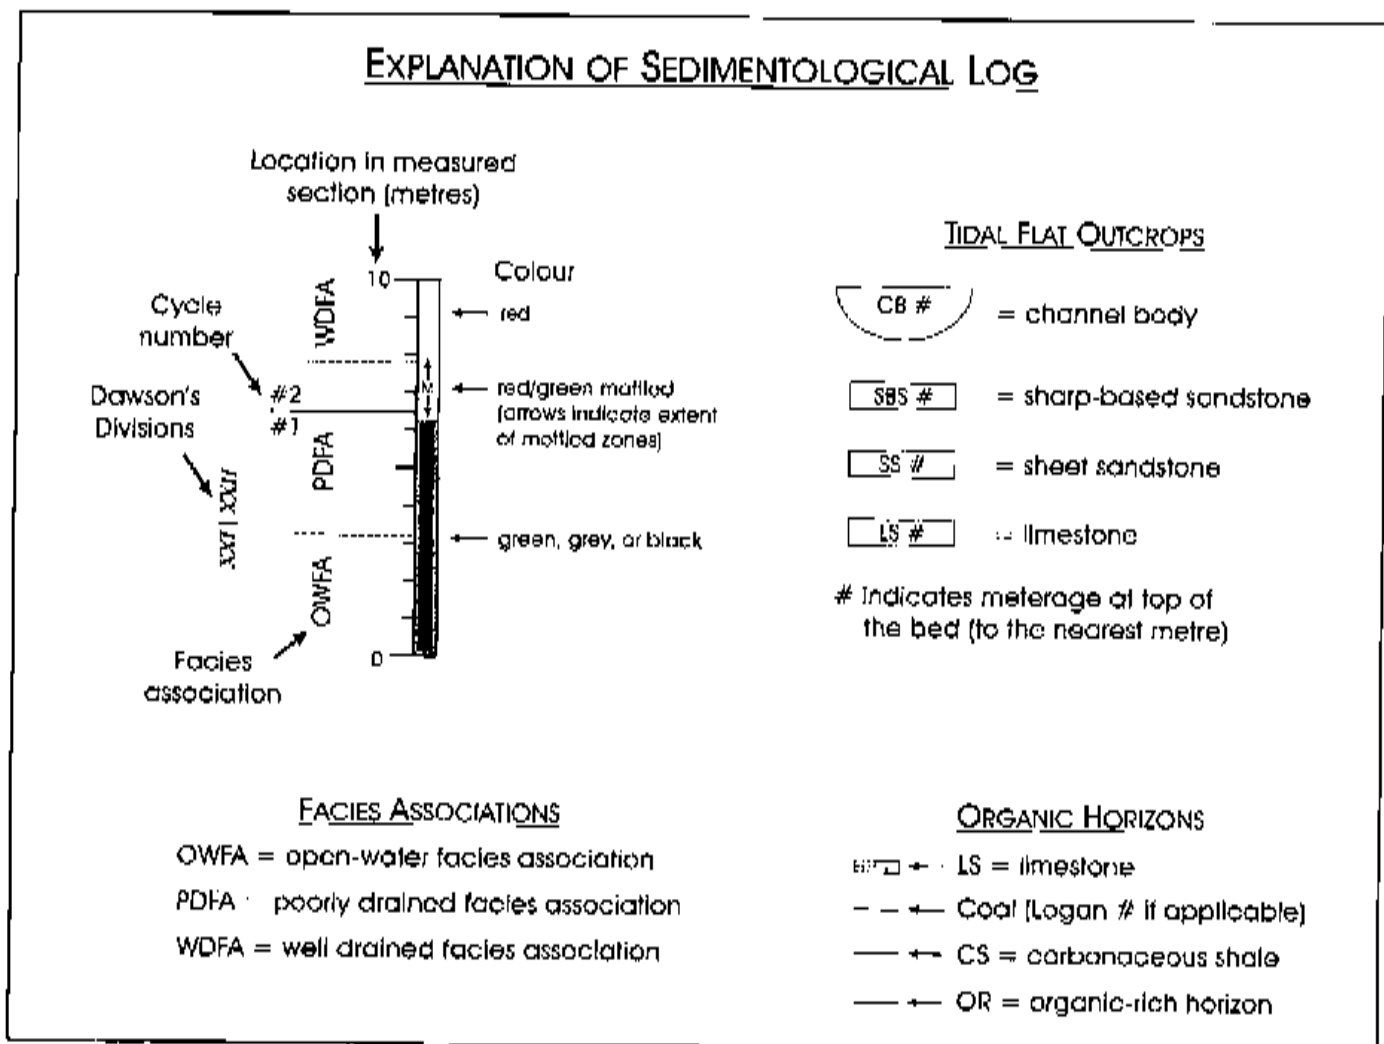 EXPLANATION OF SEDIMENTOLOGICAL LOG
Location in measured
section (metres)
10
Colour
WDFA
red
Cycle
number
M
red/green mottled
(arrows indicate extent
of mottled zones)
#2
#1
Dawson's
Divisions
PDFA
XXI | XXII
green, grey, or black
OWFA
0
Facies
association
TIDAL FLAT OUTCROPS
CB # = channel body
SBS # = sharp-based sandstone
SS # = sheet sandstone
LS # = limestone
# Indicates meterage at top of
the bed (to the nearest metre)
FACIES ASSOCIATIONS
OWFA = open-water facies association
PDFA - poorly drained facies association
WDFA = well drained facies association
ORGANIC HORIZONS
LS = limestone
Coal (Logan # if applicable)
CS = carbonaceous shale
OR = organic-rich horizon